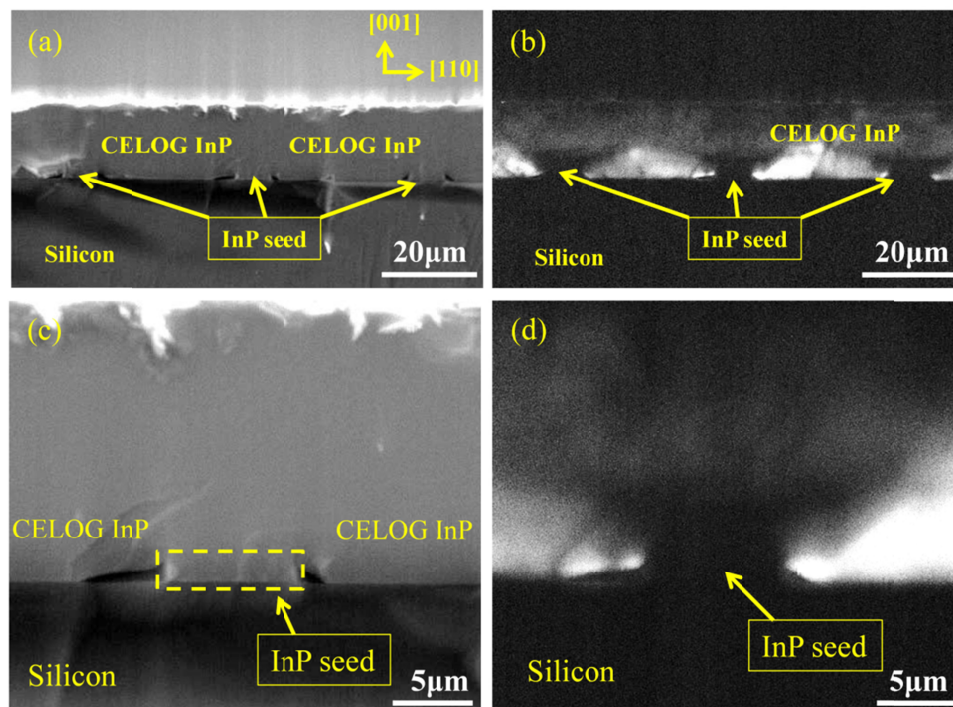 (a)
[001]
[110]
CELOG InP
CELOG InP
InP seed
Silicon
20μm
(b)
CELOG InP
InP seed
Silicon
20μm
(c)
CELOG InP
CELOG InP
InP seed
Silicon
5μm
(d)
InP seed
Silicon
5μm